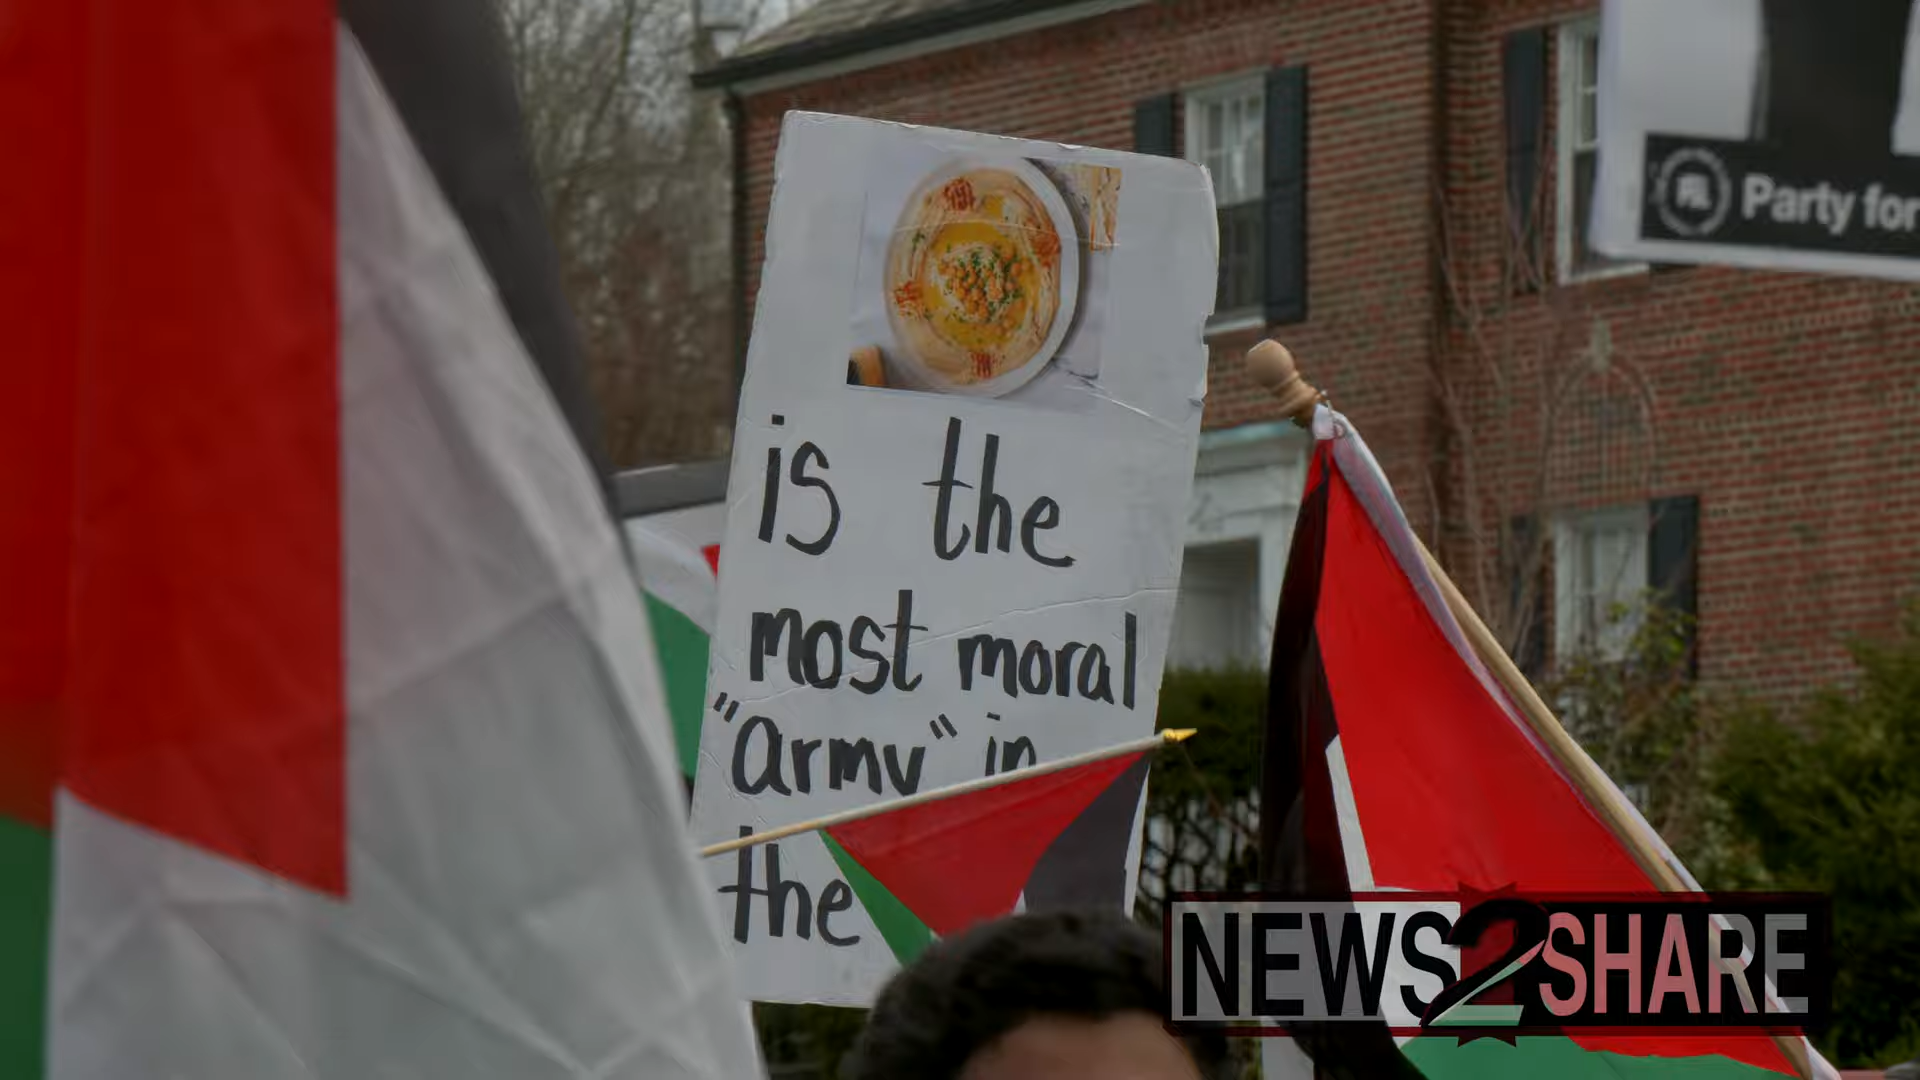 Party for
is the
most moral
"army" in
the
NEWS2SHARE